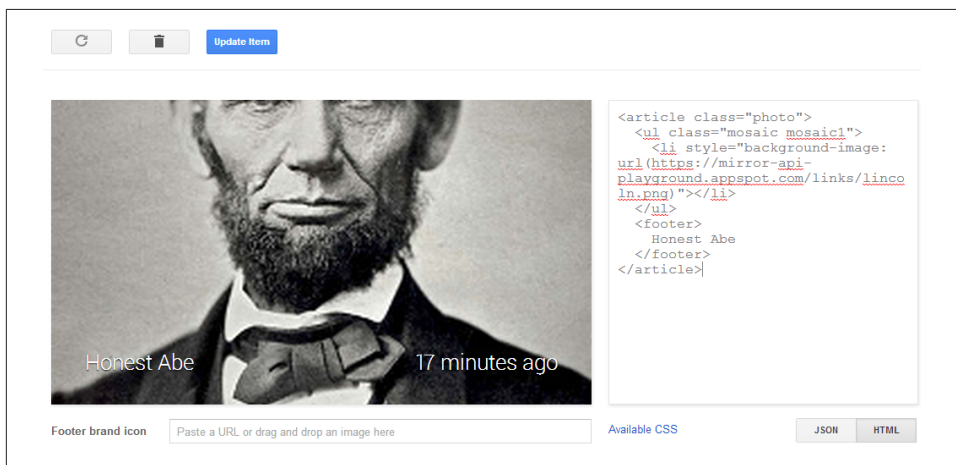 Update Item
<article class="photo">
<ul class="mosaic mosaic1">
<li style="background-image:
url(https://mirror-api-
playground.appspot.com/links/linco
ln.png)"></li>
</ul>
<footer>
Honest Abe
</footer>
</article>
Honest Abe
17 minutes ago
Footer brand icon
Paste a URL or drag and drop an image here
Available CSS
JSON
HTML